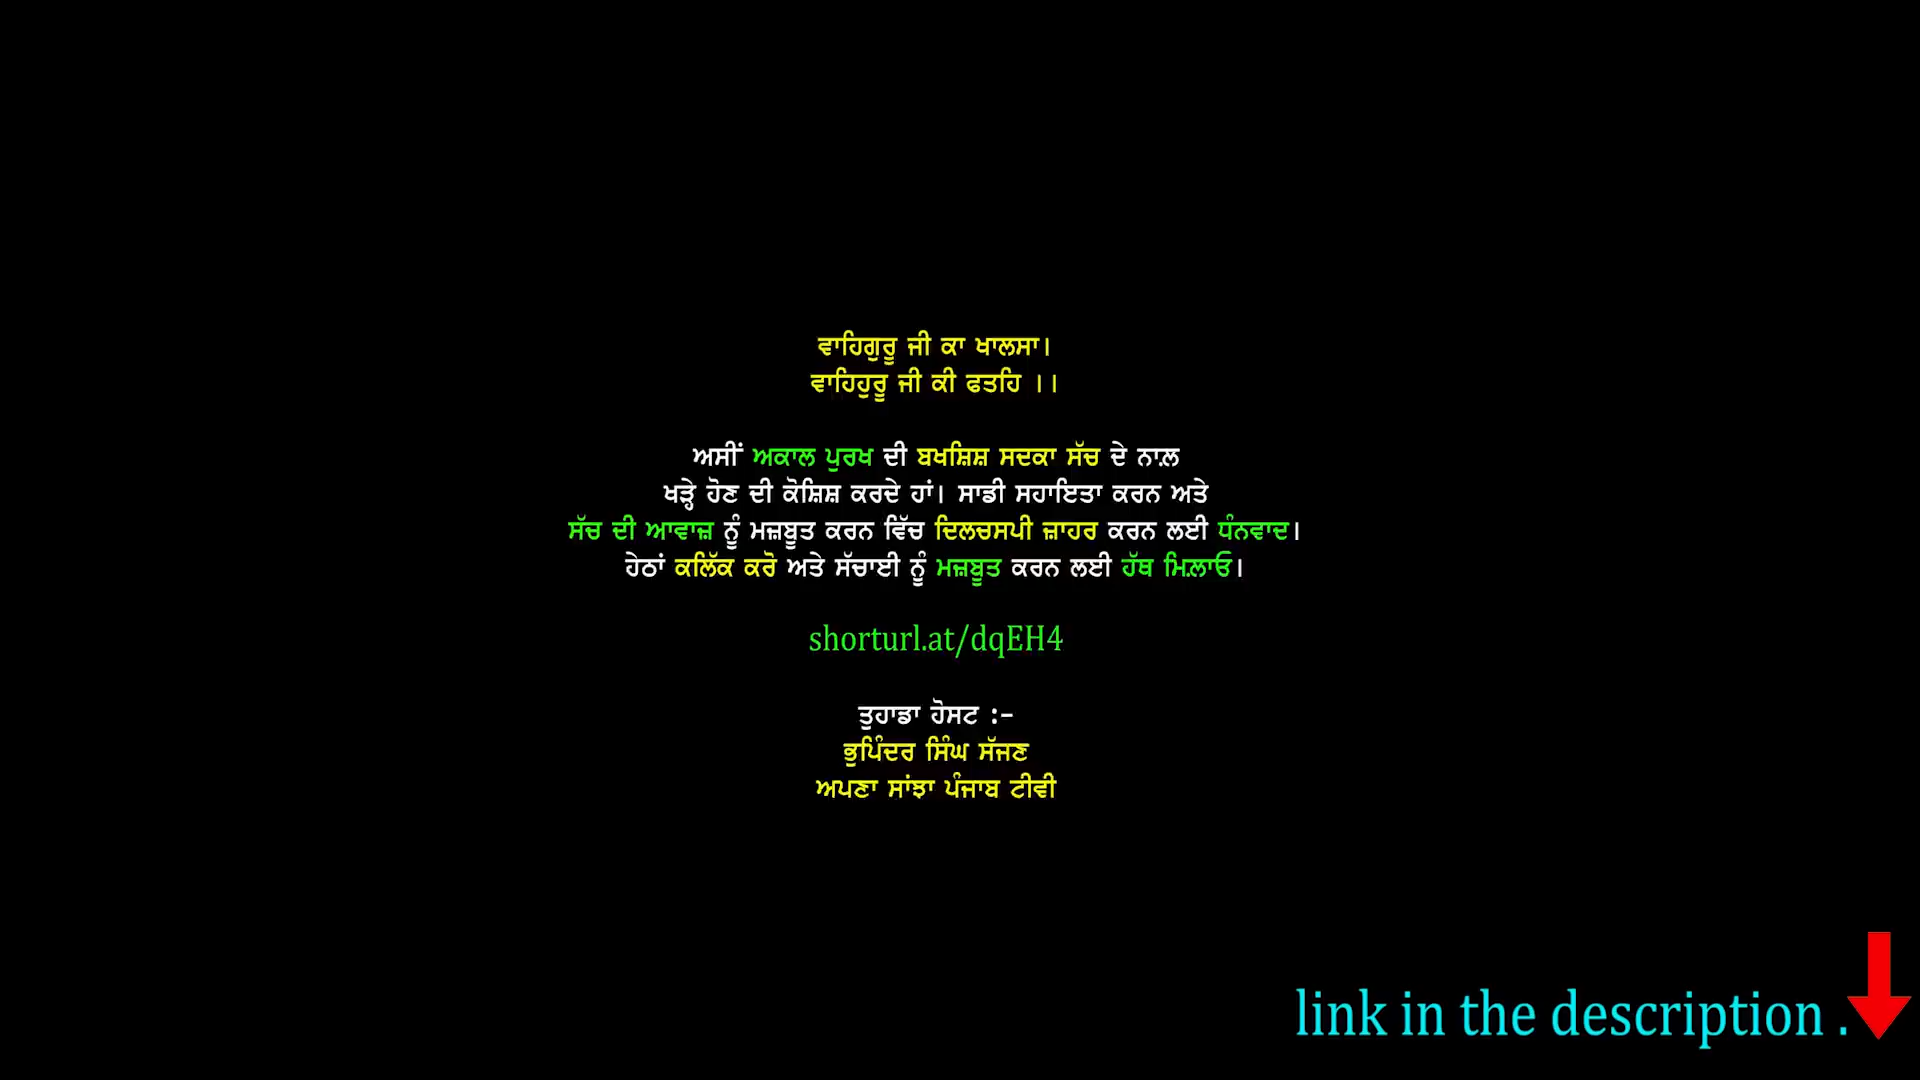 ਵਾਹਿਗੁਰੂ ਜੀ ਕਾ ਖਾਲਸਾ।
ਵਾਹਿਹੁਰੂ ਜੀ ਕੀ ਫਤਹਿ ।।
ਅਸੀਂ ਅਕਾਲ ਪੁਰਖ ਦੀ ਬਖਸ਼ਿਸ਼ ਸਦਕਾ ਸੱਚ ਦੇ ਨਾਲ਼
ਖੜ੍ਹੇ ਹੋਣ ਦੀ ਕੋਸ਼ਿਸ਼ ਕਰਦੇ ਹਾਂ। ਸਾਡੀ ਸਹਾਇਤਾ ਕਰਨ ਅਤੇ
ਸੱਚ ਦੀ ਆਵਾਜ਼ ਨੂੰ ਮਜ਼ਬੂਤ ਕਰਨ ਵਿੱਚ ਦਿਲਚਸਪੀ ਜ਼ਾਹਰ ਕਰਨ ਲਈ ਧੰਨਵਾਦ।
ਹੇਠਾਂ ਕਲਿੱਕ ਕਰੋ ਅਤੇ ਸੱਚਾਈ ਨੂੰ ਮਜ਼ਬੂਤ ਕਰਨ ਲਈ ਹੱਥ ਮਿਲ਼ਾਓ।
shorturl.at/dqEH4
ਤੁਹਾਡਾ ਹੋਸਟ :-
ਭੁਪਿੰਦਰ ਸਿੰਘ ਸੱਜਣ
ਅਪਣਾ ਸਾਂਝਾ ਪੰਜਾਬ ਟੀਵੀ
link in the description .